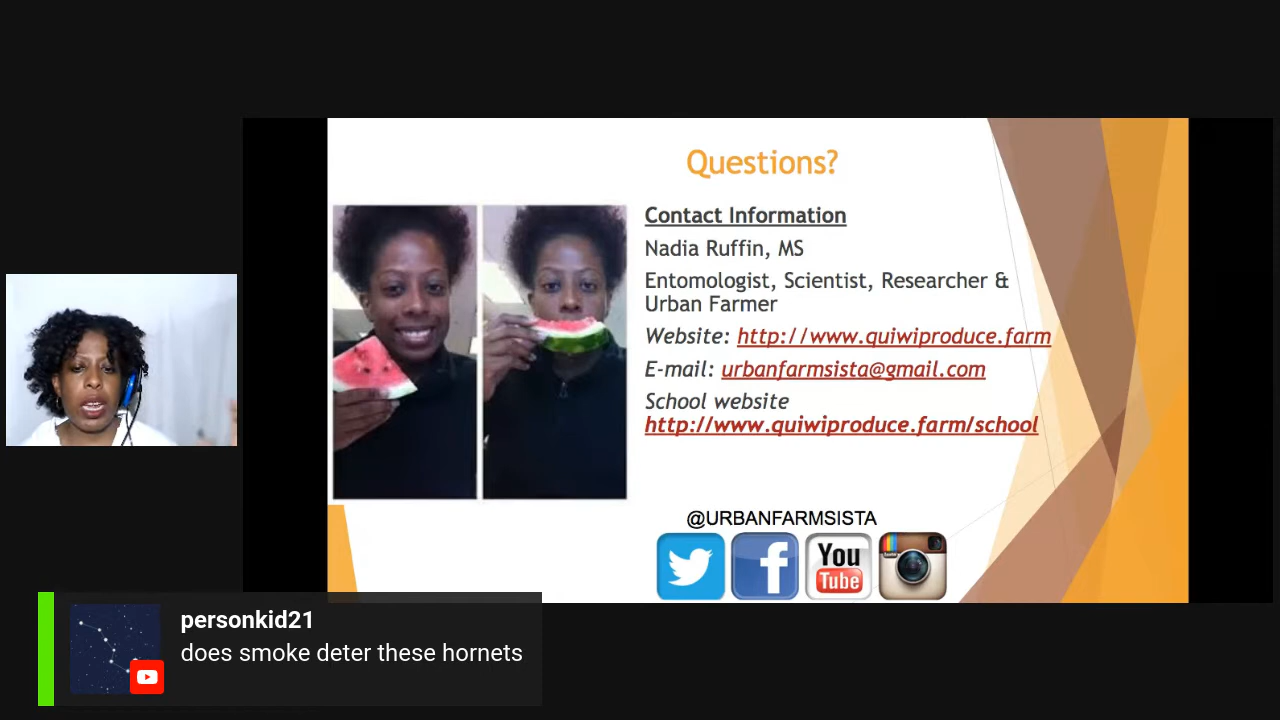 Questions?
Contact Information
Nadia Ruffin, MS
Entomologist, Scientist, Researcher &
Urban Farmer
Website: http://www.quiwiproduce.farm
E-mail: urbanfarmsista@gmail.com
School website
http://www.quiwiproduce.farm/school
@URBANFARMSISTA
You
Tube
personkid21
does smoke deter these hornets